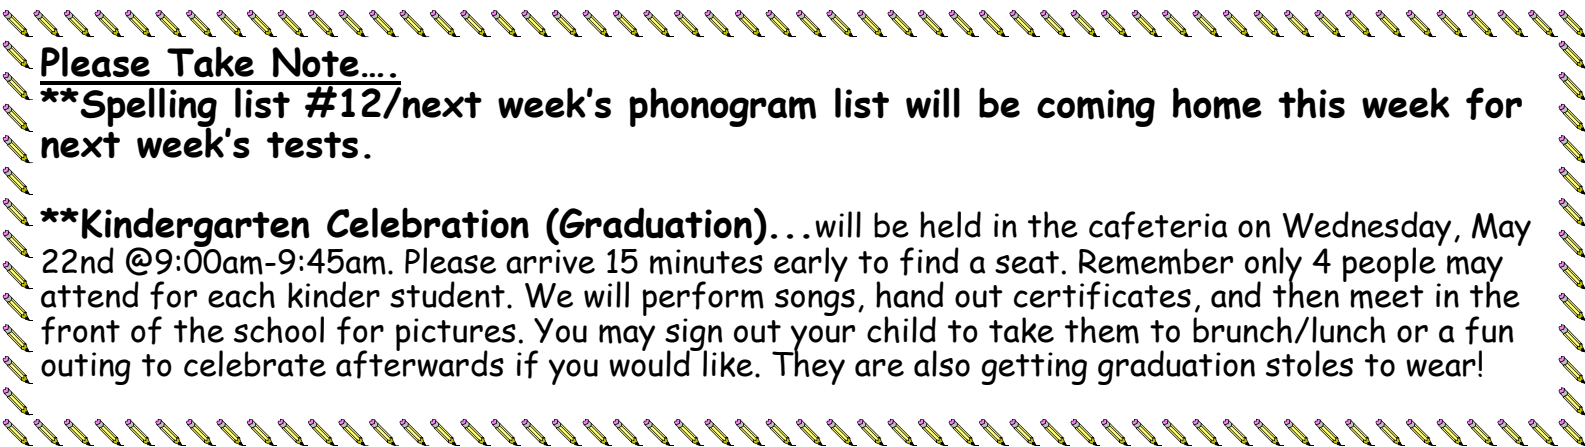 Please Take Note….
**Spelling list #12/next week’s phonogram list will be coming home this week for
next week’s tests.
**Kindergarten Celebration (Graduation)...will be held in the cafeteria on Wednesday, May
22nd @9:00am-9:45am. Please arrive 15 minutes early to find a seat. Remember only 4 people may
attend for each kinder student. We will perform songs, hand out certificates, and then meet in the
front of the school for pictures. You may sign out your child to take them to brunch/lunch or a fun
outing to celebrate afterwards if you would like. They are also getting graduation stoles to wear!